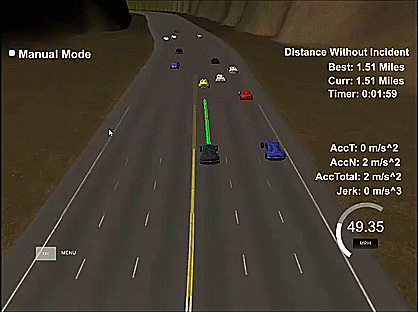 Manual Mode
Distance Without Incident
Best: 1.51 Miles
Curr: 1.51 Miles
Timer: 0:01:59
AccT: 0 m/s^2
AccN: 2 m/s^2
AccTotal: 2 m/s^2
Jerk: 0 m/s^3
49.35
MPH
MENU